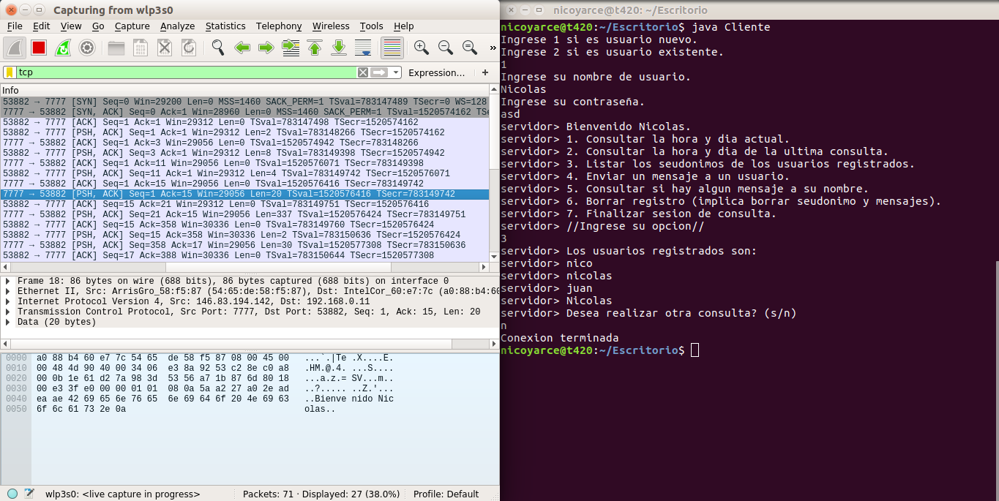 Capturing from wlp3s0
File Edit View Go Capture Analyze Statistics Telephony Wireless Tools Help
»
tcp
Expression... +
Info
53882 → 7777 [SYN] Seq=0 Win=29200 Len=0 MSS=1460 SACK_PERM=1 TSval=783147489 TSecr=0 WS=128
7777 → 53882 [SYN, ACK] Seq=0 Ack=1 Win=28960 Len=0 MSS=1460 SACK_PERM=1 TSval=1520574162 TSe
53882 → 7777 [ACK] Seq=1 Ack=1 Win=29312 Len=0 TSval=783147498 TSecr=1520574162
53882 → 7777 [PSH, ACK] Seq=1 Ack=1 Win=29312 Len=2 TSval=783148266 TSecr=1520574162
7777 → 53882 [ACK] Seq=1 Ack=3 Win=29056 Len=0 TSval=1520574942 TSecr=783148266
53882 → 7777 [PSH, ACK] Seq=3 Ack=1 Win=29312 Len=8 TSval=783149398 TSecr=1520574942
7777 → 53882 [ACK] Seq=1 Ack=11 Win=29056 Len=0 TSval=1520576071 TSecr=783149398
53882 → 7777 [PSH, ACK] Seq=11 Ack=1 Win=29312 Len=4 TSval=783149742 TSecr=1520576071
7777 → 53882 [ACK] Seq=1 Ack=15 Win=29056 Len=0 TSval=1520576416 TSecr=783149742
7777 → 53882 [PSH, ACK] Seq=1 Ack=15 Win=29056 Len=20 TSval=1520576416 TSecr=783149742
53882 → 7777 [ACK] Seq=15 Ack=21 Win=29312 Len=0 TSval=783149751 TSecr=1520576416
7777 → 53882 [PSH, ACK] Seq=21 Ack=15 Win=29056 Len=337 TSval=1520576424 TSecr=783149751
53882 → 7777 [ACK] Seq=15 Ack=358 Win=30336 Len=0 TSval=783149760 TSecr=1520576424
53882 → 7777 [PSH, ACK] Seq=15 Ack=358 Win=30336 Len=2 TSval=783150636 TSecr=1520576424
7777 → 53882 [PSH, ACK] Seq=358 Ack=17 Win=29056 Len=30 TSval=1520577308 TSecr=783150636
53882 → 7777 [ACK] Seq=17 Ack=388 Win=30336 Len=0 TSval=783150644 TSecr=1520577308
Frame 18: 86 bytes on wire (688 bits), 86 bytes captured (688 bits) on interface 0
Ethernet II, Src: ArrisGro_58:f5:87 (54:65:de:58:f5:87), Dst: IntelCor_60:e7:7c (a0:88:b4:60
Internet Protocol Version 4, Src: 146.83.194.142, Dst: 192.168.0.11
Transmission Control Protocol, Src Port: 7777, Dst Port: 53882, Seq: 1, Ack: 15, Len: 20
Data (20 bytes)
0000 a0 88 b4 60 e7 7c 54 65 de 58 f5 87 08 00 45 00 ...`.|Te .X....E.
0010 00 48 4d 90 40 00 34 06 e3 8a 92 53 c2 8e c0 a8 .HM.@.4. ...S....
0020 00 0b 1e 61 d2 7a 98 3d 53 56 a7 1b 87 6d 80 18 ...a.z.= SV...m..
0030 00 e3 3f e0 00 00 01 01 08 0a 5a a2 27 a0 2e ad ..?..... ..Z.'...
0040 ea ae 42 69 65 6e 76 65 6e 69 64 6f 20 4e 69 63 ..Bienve nido Nic
0050 6f 6c 61 73 2e 0a olas..
wlp3s0: <live capture in progress> Packets: 71 · Displayed: 27 (38.0%) Profile: Default
nicoyarce@t420: ~/Escritorio
nicoyarce@t420:~/Escritorio$ java Cliente
Ingrese 1 si es usuario nuevo.
Ingrese 2 si es usuario existente.
1
Ingrese su nombre de usuario.
Nicolas
Ingrese su contraseña.
asd
servidor> Bienvenido Nicolas.
servidor> 1. Consultar la hora y dia actual.
servidor> 2. Consultar la hora y dia de la ultima consulta.
servidor> 3. Listar los seudonimos de los usuarios registrados.
servidor> 4. Enviar un mensaje a un usuario.
servidor> 5. Consultar si hay algun mensaje a su nombre.
servidor> 6. Borrar registro (implica borrar seudonimo y mensajes).
servidor> 7. Finalizar sesion de consulta.
servidor> //Ingrese su opcion//
3
servidor> Los usuarios registrados son:
servidor> nico
servidor> nicolas
servidor> juan
servidor> Nicolas
servidor> Desea realizar otra consulta? (s/n)
n
Conexion terminada
nicoyarce@t420:~/Escritorio$